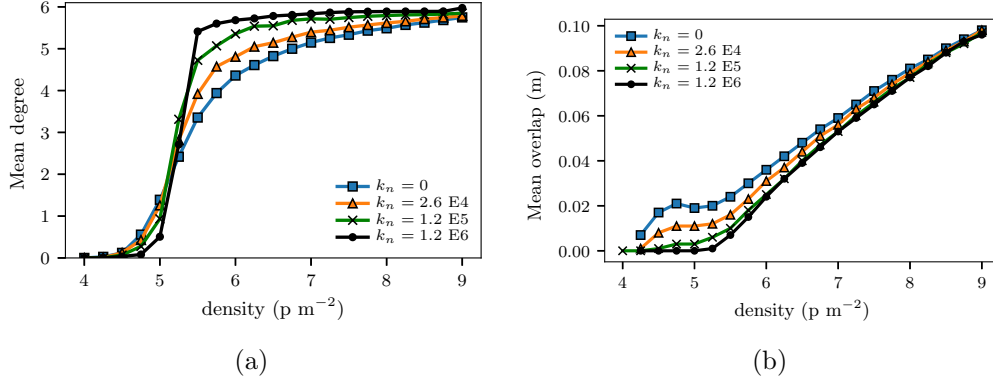 Mean degree
6
5
4
3
2
1
0
k_n = 0
k_n = 2.6 E4
k_n = 1.2 E5
k_n = 1.2 E6
4 5 6 7 8 9
density (p m⁻²)
(a)
Mean overlap (m)
0.10
0.08
0.06
0.04
0.02
0.00
k_n = 0
k_n = 2.6 E4
k_n = 1.2 E5
k_n = 1.2 E6
4 5 6 7 8 9
density (p m⁻²)
(b)